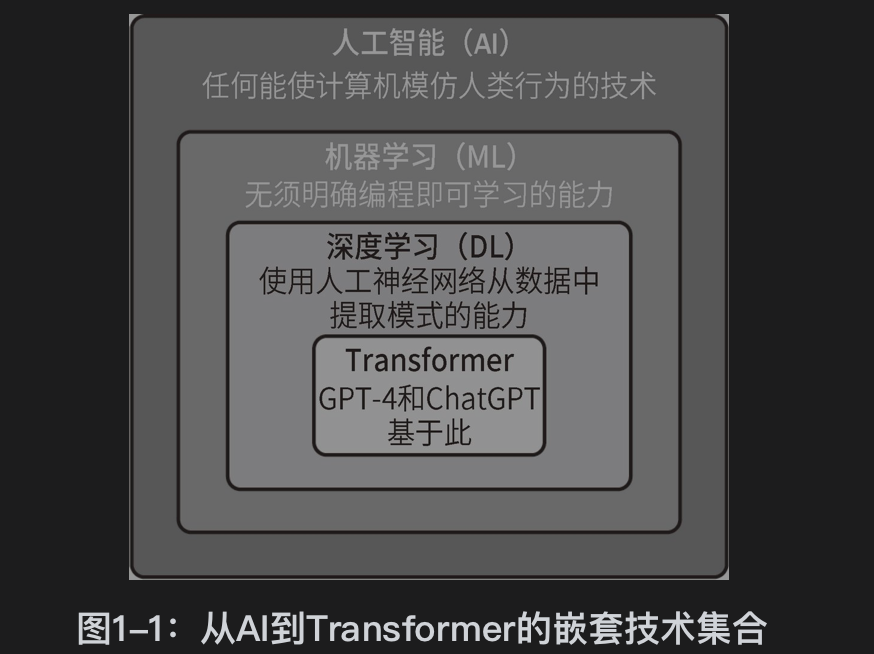 人工智能（AI）
任何能使计算机模仿人类行为的技术
机器学习（ML）
无须明确编程即可学习的能力
深度学习（DL）
使用人工神经网络从数据中
提取模式的能力
Transformer
GPT-4和ChatGPT
基于此
图1–1：从AI到Transformer的嵌套技术集合